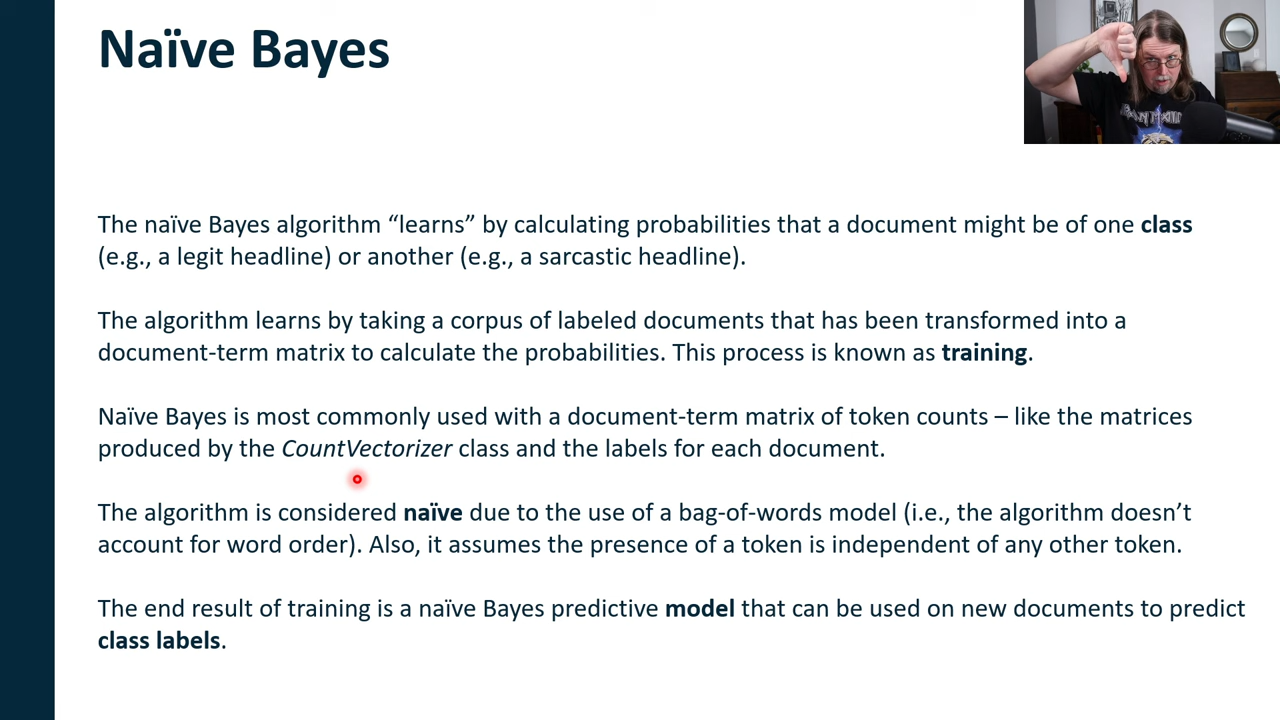 Naïve Bayes
The naïve Bayes algorithm “learns” by calculating probabilities that a document might be of one class
(e.g., a legit headline) or another (e.g., a sarcastic headline).
The algorithm learns by taking a corpus of labeled documents that has been transformed into a
document-term matrix to calculate the probabilities. This process is known as training.
Naïve Bayes is most commonly used with a document-term matrix of token counts – like the matrices
produced by the CountVectorizer class and the labels for each document.
The algorithm is considered naïve due to the use of a bag-of-words model (i.e., the algorithm doesn’t
account for word order). Also, it assumes the presence of a token is independent of any other token.
The end result of training is a naïve Bayes predictive model that can be used on new documents to predict
class labels.